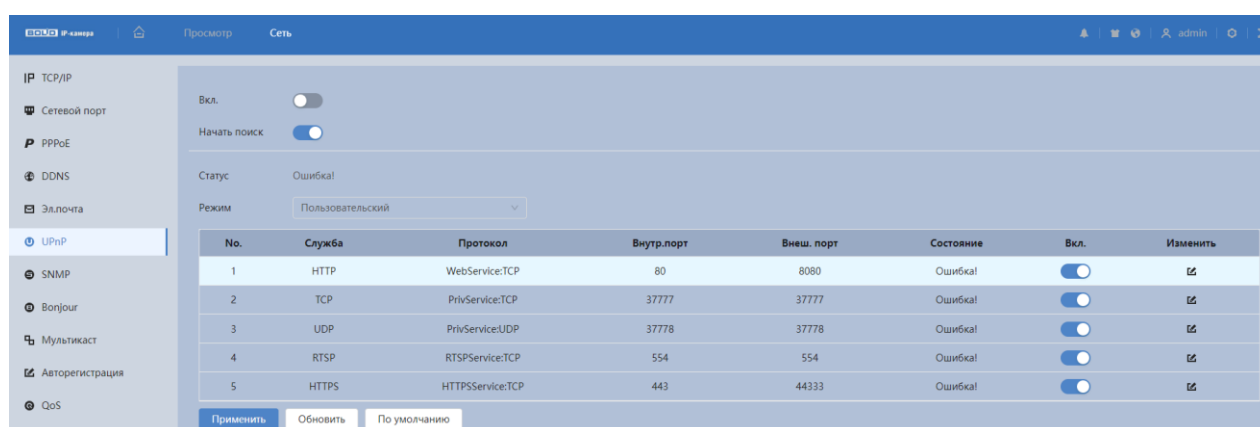 BOLID IP-камера Просмотр Сеть admin
IP TCP/IP
Сетевой порт
P PPPoE
DDNS
Эл.почта
UPnP
SNMP
Bonjour
Мультикаст
Авторегистрация
QoS
Вкл.
Начать поиск
Статус Ошибка!
Режим Пользовательский
No. Служба Протокол Внутр.порт Внеш. порт Состояние Вкл. Изменить
1 HTTP WebService:TCP 80 8080 Ошибка!
2 TCP PrivService:TCP 37777 37777 Ошибка!
3 UDP PrivService:UDP 37778 37778 Ошибка!
4 RTSP RTSPService:TCP 554 554 Ошибка!
5 HTTPS HTTPSService:TCP 443 44333 Ошибка!
Применить Обновить По умолчанию